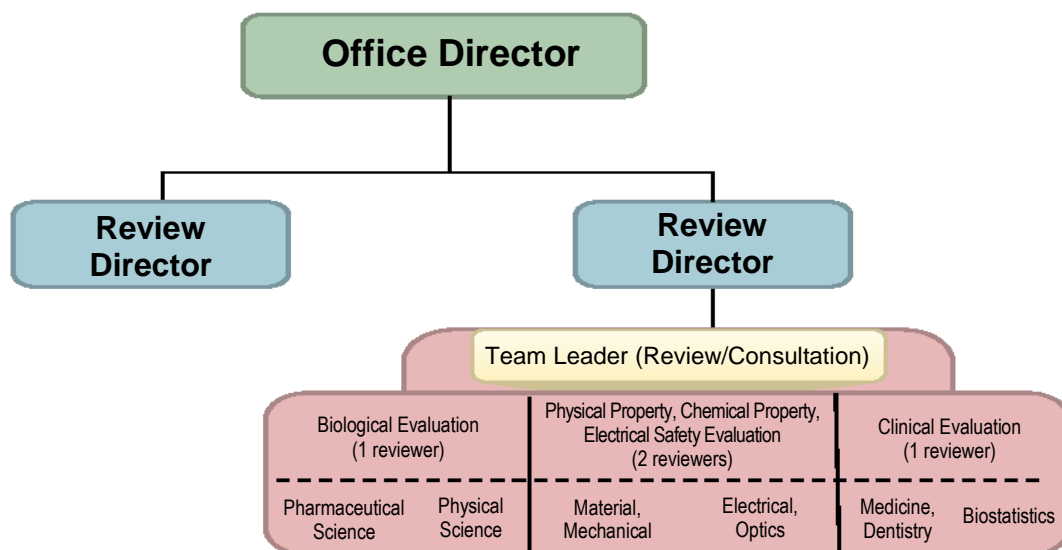 Office Director
Review
Director
Review
Director
Team Leader (Review/Consultation)
Biological Evaluation
(1 reviewer)
Physical Property, Chemical Property,
Electrical Safety Evaluation
(2 reviewers)
Clinical Evaluation
(1 reviewer)
Pharmaceutical
Science
Physical
Science
Material,
Mechanical
Electrical,
Optics
Medicine,
Dentistry
Biostatistics